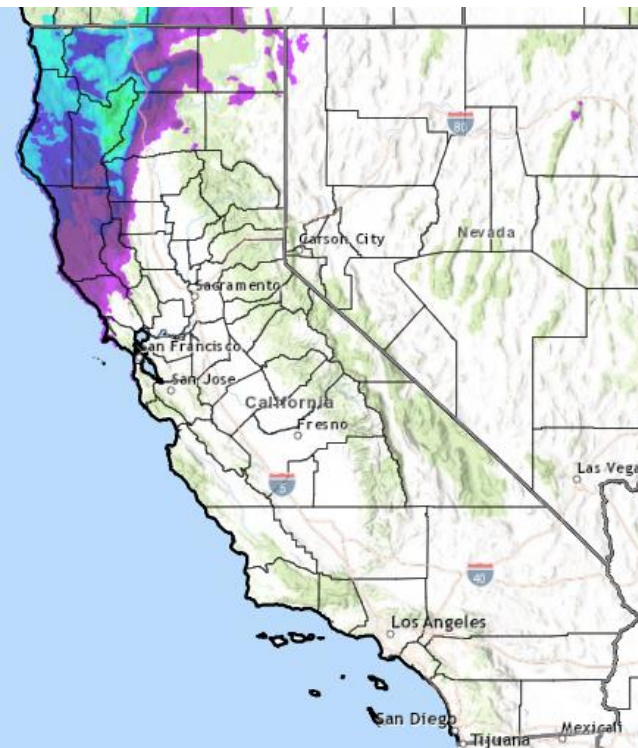 80
Nevada
Carson City
Sacramento
San Francisco
San Jose
California
Fresno
5
Las Vega
40
Los Angeles
San Diego
Tijuana
Mexicali